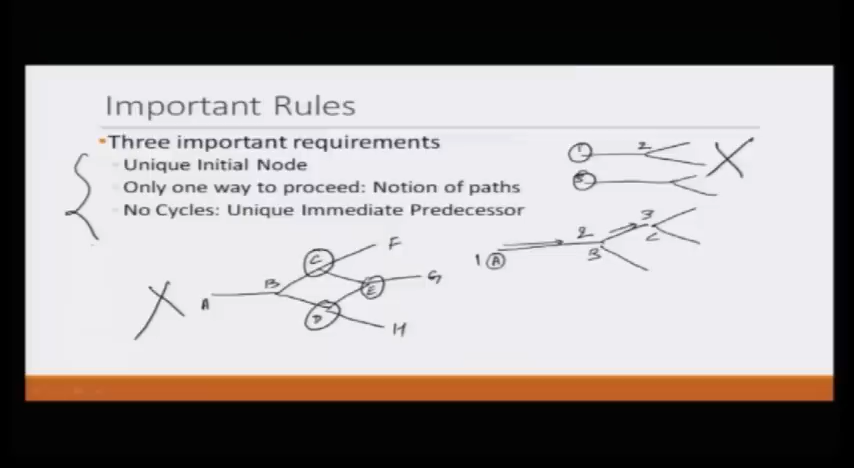 Important Rules
Three important requirements
Unique Initial Node
Only one way to proceed: Notion of paths
No Cycles: Unique Immediate Predecessor
1 2
X
3 2
1 A B C
F
C
B
E G
A
D
H
X